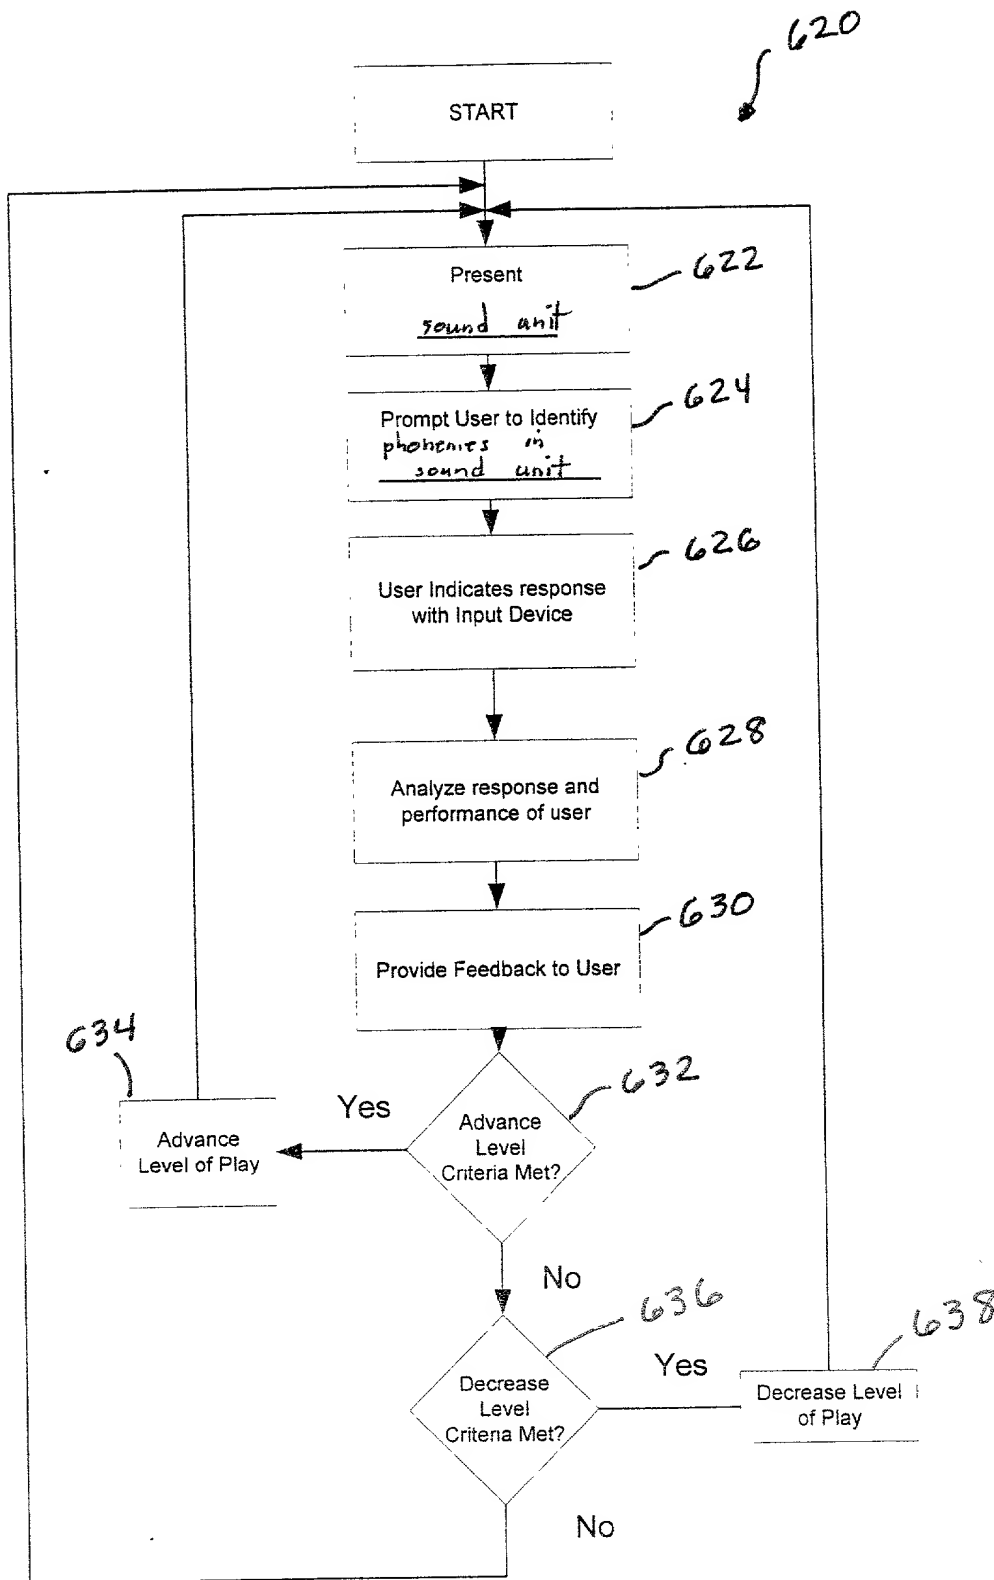 620
START
Present
622
sound unit
Prompt User to Identify
624
phonemes in
sound unit
626
User Indicates response
with Input Device
628
Analyze response and
performance of user
630
Provide Feedback to User
634
632
Yes
Advance
Level of Play
Advance
Level
Criteria Met?
No
636
638
Yes
Decrease
Level
Criteria Met?
Decrease Level
of Play
No